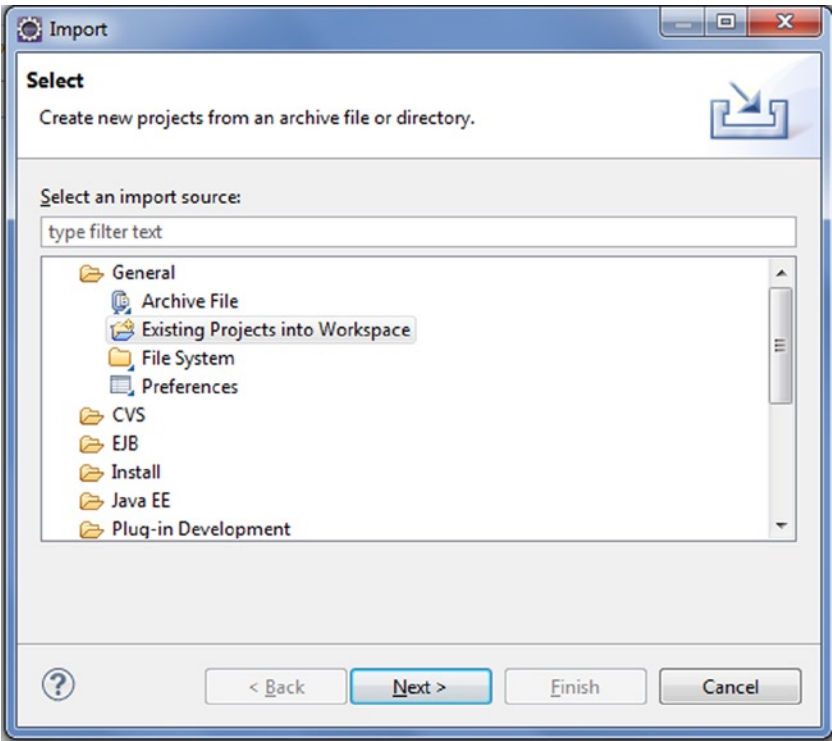 Import
Select
Create new projects from an archive file or directory.
Select an import source:
type filter text
General
Archive File
Existing Projects into Workspace
File System
Preferences
CVS
EJB
Install
Java EE
Plug-in Development
?
< Back Next > Finish Cancel